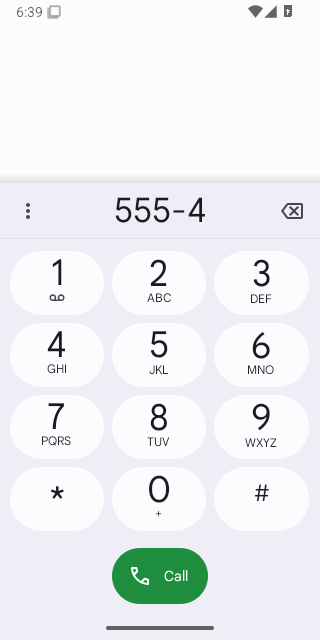 6:39
555-4
1
2 ABC
3 DEF
4 GHI
5 JKL
6 MNO
7 PQRS
8 TUV
9 WXYZ
*
0 +
#
Call